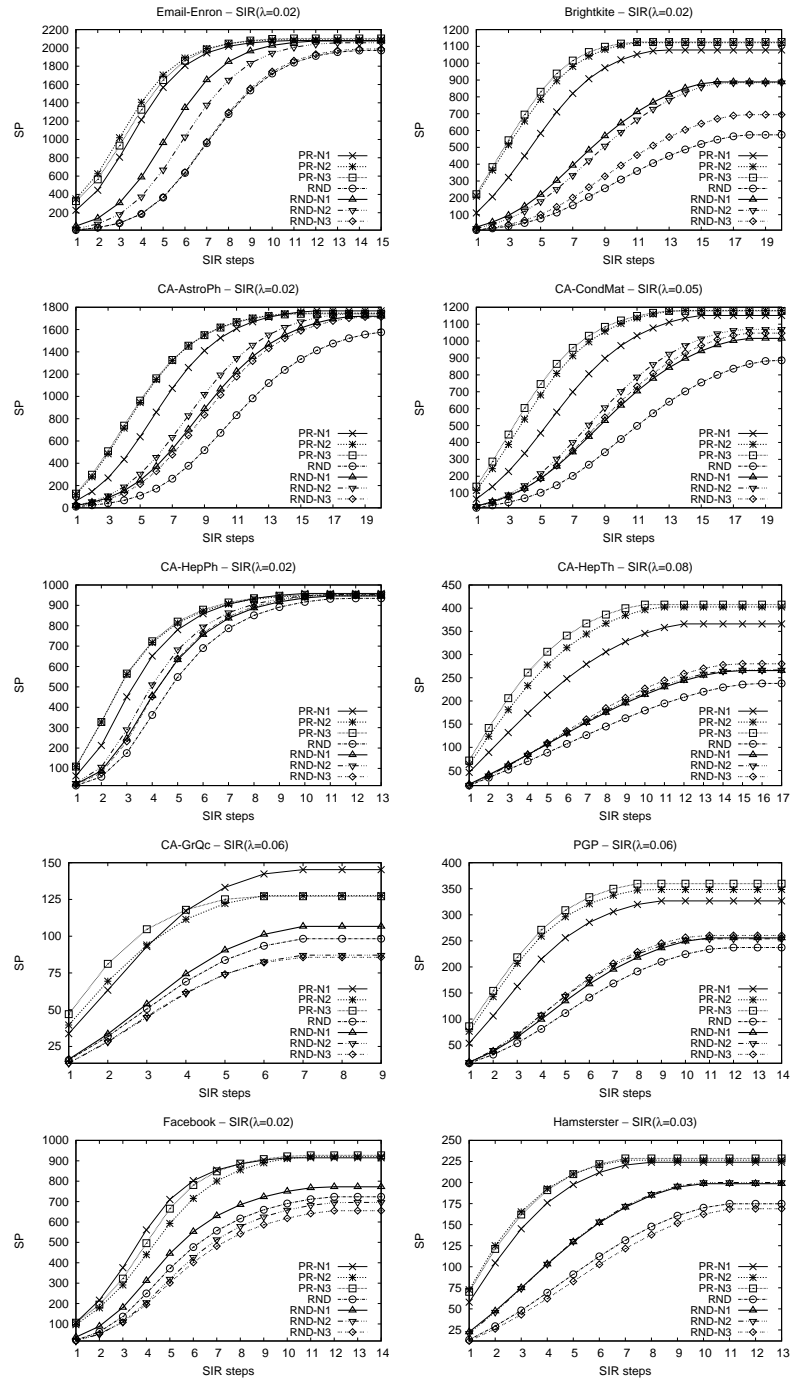 Email-Enron – SIR(λ=0.02)
SP
2200
2000
1800
1600
1400
1200
1000
800
600
400
200
PR-N1
PR-N2
PR-N3
RND
RND-N1
RND-N2
RND-N3
1 2 3 4 5 6 7 8 9 10 11 12 13 14 15
SIR steps
Brightkite – SIR(λ=0.02)
SP
1200
1100
1000
900
800
700
600
500
400
300
200
100
PR-N1
PR-N2
PR-N3
RND
RND-N1
RND-N2
RND-N3
1 3 5 7 9 11 13 15 17 19
SIR steps
CA-AstroPh – SIR(λ=0.02)
SP
1800
1600
1400
1200
1000
800
600
400
200
0
PR-N1
PR-N2
PR-N3
RND
RND-N1
RND-N2
RND-N3
1 3 5 7 9 11 13 15 17 19
SIR steps
CA-CondMat – SIR(λ=0.05)
SP
1200
1100
1000
900
800
700
600
500
400
300
200
100
PR-N1
PR-N2
PR-N3
RND
RND-N1
RND-N2
RND-N3
1 3 5 7 9 11 13 15 17 19
SIR steps
CA-HepPh – SIR(λ=0.02)
SP
1000
900
800
700
600
500
400
300
200
100
PR-N1
PR-N2
PR-N3
RND
RND-N1
RND-N2
RND-N3
1 2 3 4 5 6 7 8 9 10 11 12 13
SIR steps
CA-HepTh – SIR(λ=0.08)
SP
450
400
350
300
250
200
150
100
50
PR-N1
PR-N2
PR-N3
RND
RND-N1
RND-N2
RND-N3
1 2 3 4 5 6 7 8 9 10 11 12 13 14 15 16 17
SIR steps
CA-GrQc – SIR(λ=0.06)
SP
150
125
100
75
50
25
PR-N1
PR-N2
PR-N3
RND
RND-N1
RND-N2
RND-N3
1 2 3 4 5 6 7 8 9
SIR steps
PGP – SIR(λ=0.06)
SP
400
350
300
250
200
150
100
50
PR-N1
PR-N2
PR-N3
RND
RND-N1
RND-N2
RND-N3
1 2 3 4 5 6 7 8 9 10 11 12 13 14
SIR steps
Facebook – SIR(λ=0.02)
SP
1000
900
800
700
600
500
400
300
200
100
PR-N1
PR-N2
PR-N3
RND
RND-N1
RND-N2
RND-N3
1 2 3 4 5 6 7 8 9 10 11 12 13 14
SIR steps
Hamsterster – SIR(λ=0.03)
SP
250
225
200
175
150
125
100
75
50
25
PR-N1
PR-N2
PR-N3
RND
RND-N1
RND-N2
RND-N3
1 2 3 4 5 6 7 8 9 10 11 12 13
SIR steps